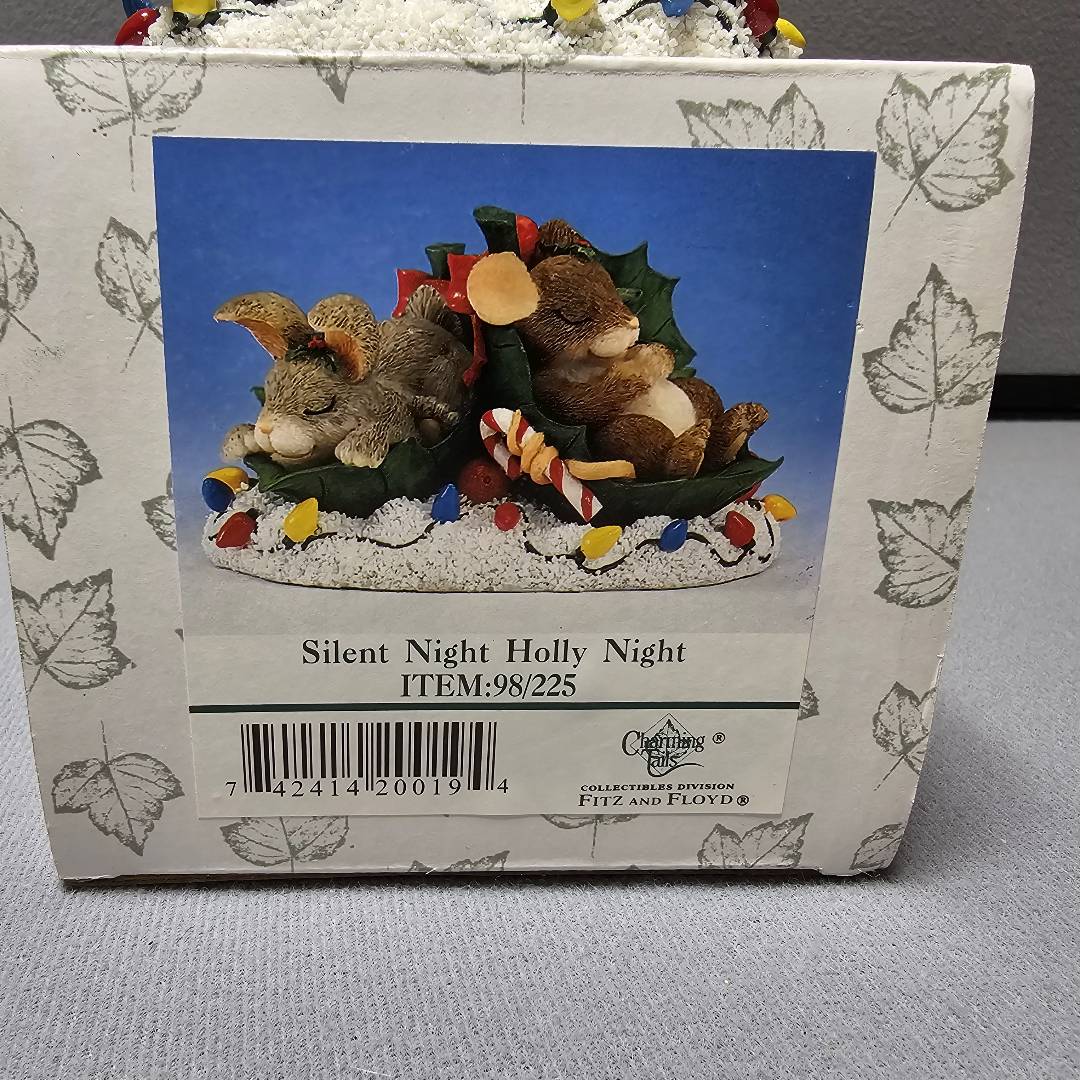 Silent Night Holly Night
ITEM:98/225
7 42414 20019 4
Charming ®
Tails
COLLECTIBLES DIVISION
FITZ AND FLOYD®